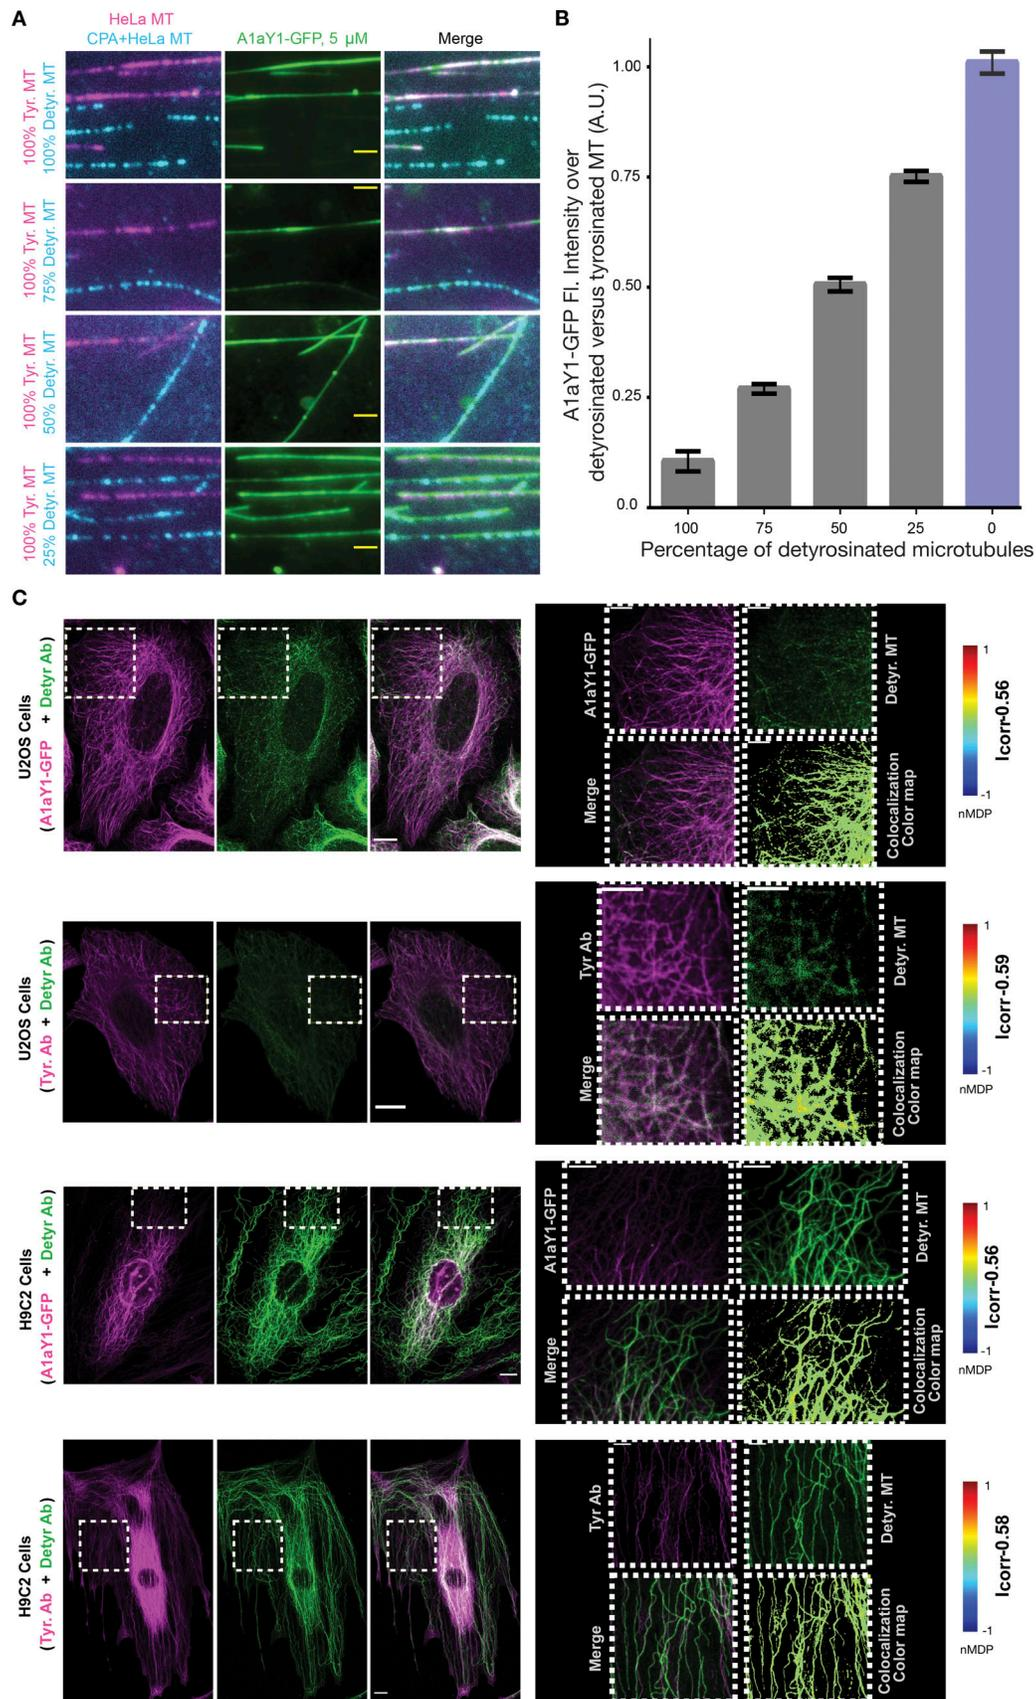 A
HeLa MT
CPA+HeLa MT
A1aY1-GFP, 5 μM
Merge
100% Tyr. MT
100% Detyr. MT
100% Tyr. MT
75% Detyr. MT
100% Tyr. MT
50% Detyr. MT
100% Tyr. MT
25% Detyr. MT
B
A1aY1-GFP Fl. Intensity over
detyrosinated versus tyrosinated MT (A.U.)
1.00
0.75
0.50
0.25
0.0
100
75
50
25
0
Percentage of detyrosinated microtubules
C
U2OS Cells
(A1aY1-GFP + Detyr Ab)
A1aY1-GFP
Detyr. MT
Merge
Colocalization
Color map
1
-1
nMDP
Icorr-0.56
U2OS Cells
(Tyr. Ab + Detyr Ab)
Tyr Ab
Detyr. MT
Merge
Colocalization
Color map
1
-1
nMDP
Icorr-0.59
H9C2 Cells
(A1aY1-GFP + Detyr Ab)
A1aY1-GFP
Detyr. MT
Merge
Colocalization
Color map
1
-1
nMDP
Icorr-0.56
H9C2 Cells
(Tyr. Ab + Detyr Ab)
Tyr Ab
Detyr. MT
Merge
Colocalization
Color map
1
-1
nMDP
Icorr-0.58